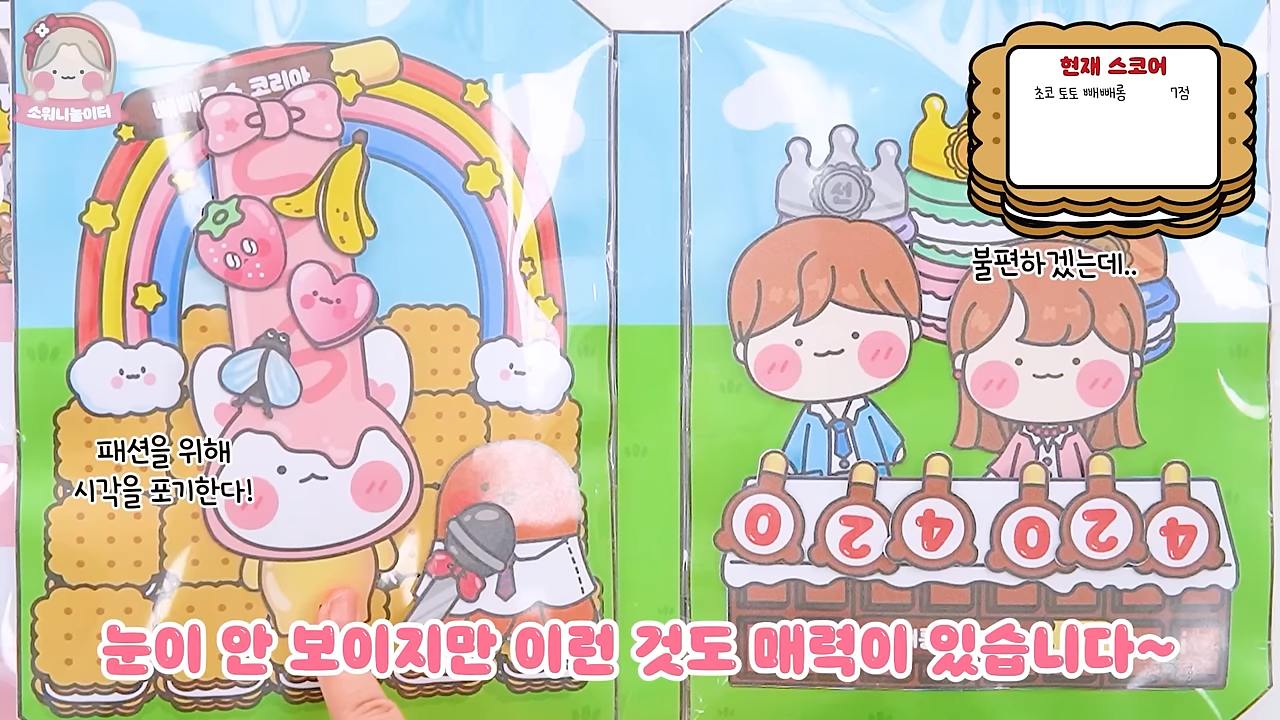 소워니놀이터
빼빼로 in 코리아
현재 스코어
초코 토토 빼빼롱 7점
불편하겠는데..
선
패션을 위해
시각을 포기한다!
0 2 4 2 0 4
눈이 안 보이지만 이런 것도 매력이 있습니다~